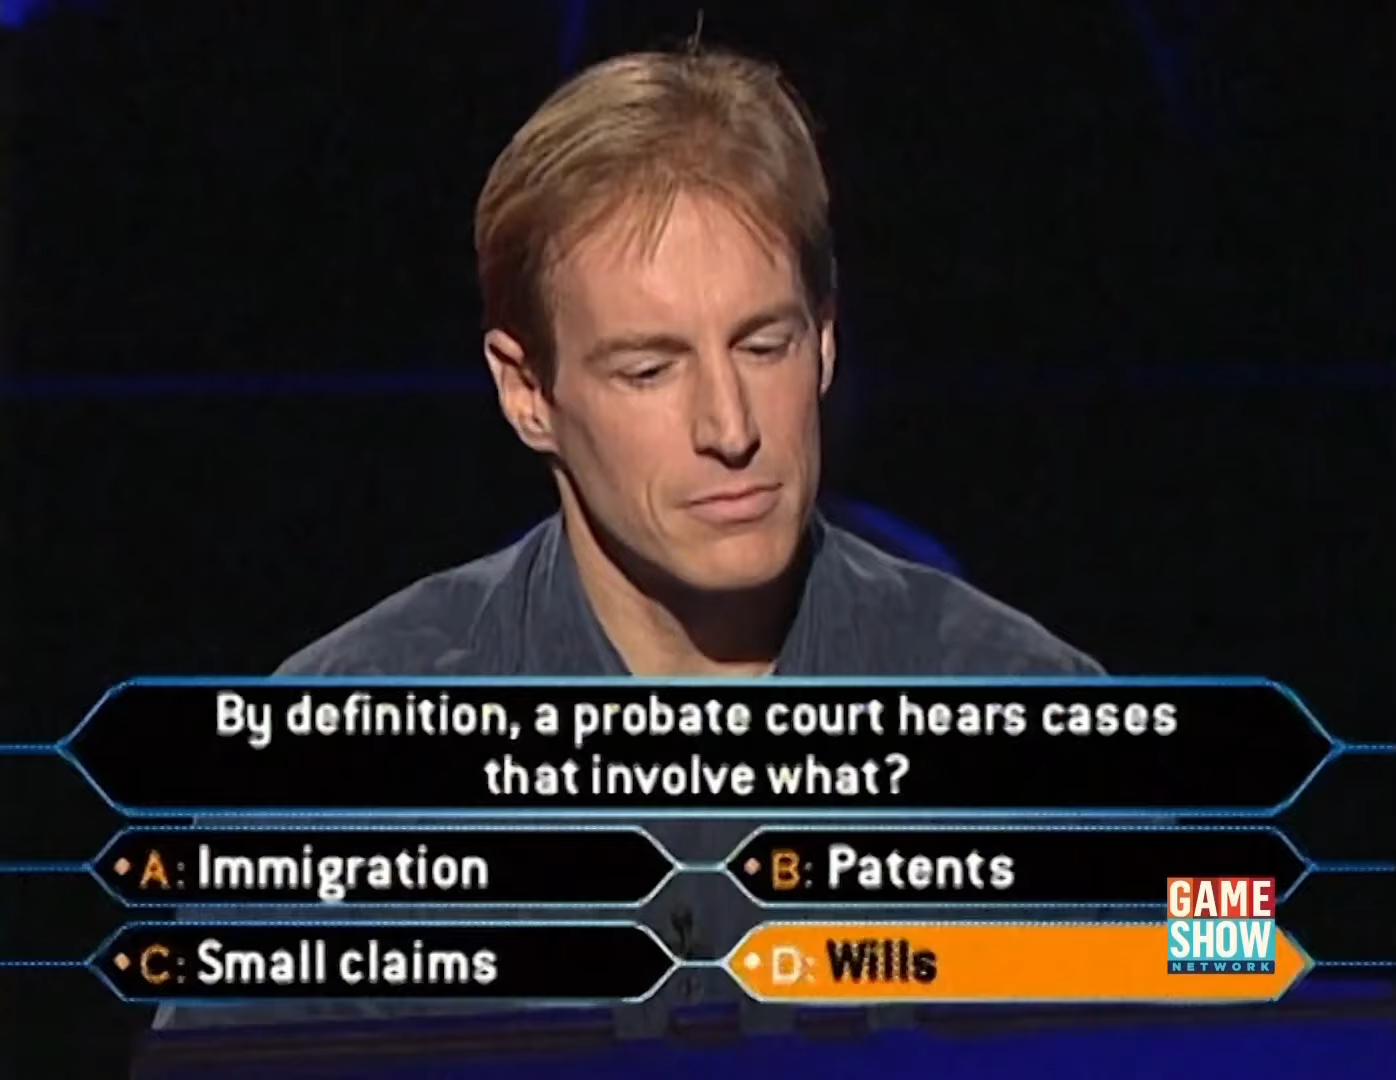 By definition, a probate court hears cases
that involve what?
A: Immigration
B: Patents
C: Small claims
D: Wills
GAME
SHOW
NETWORK